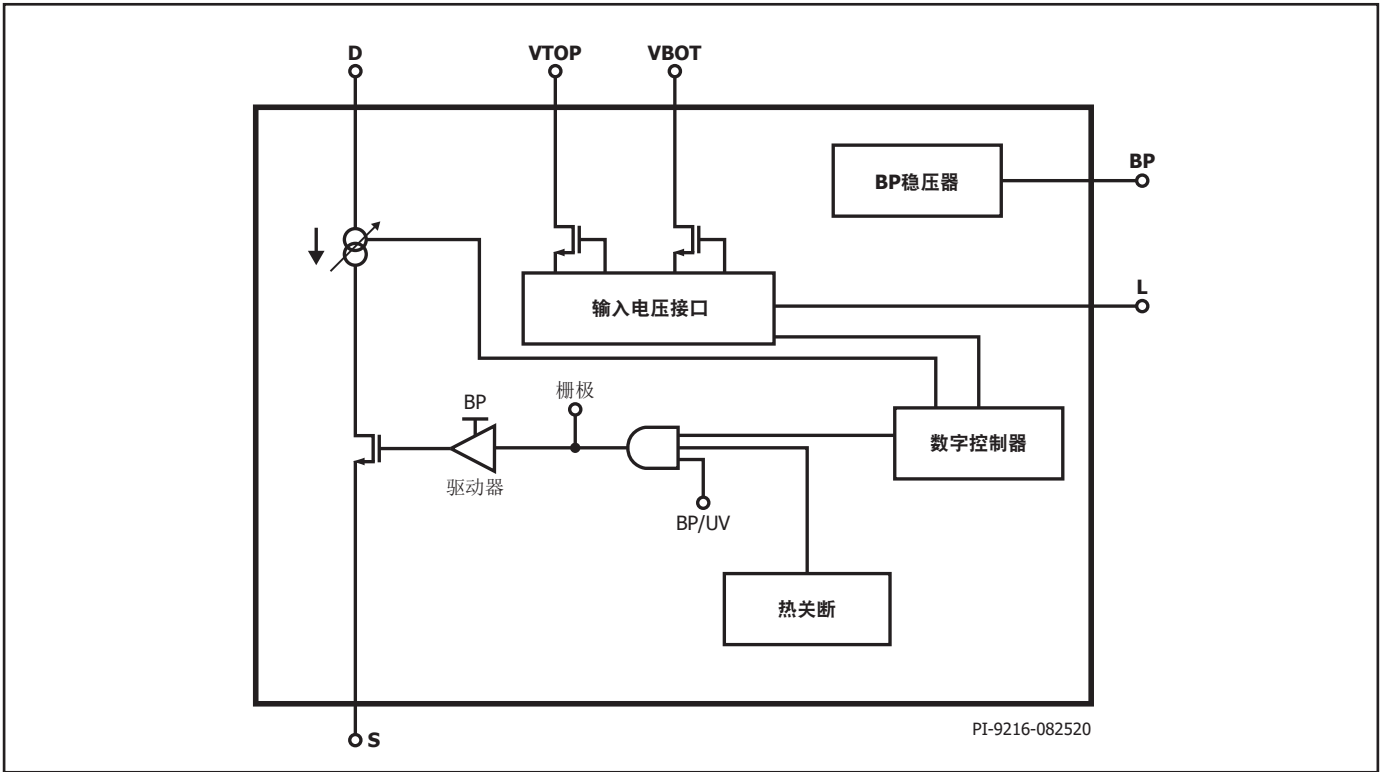 D
VTOP
VBOT
BP稳压器
BP
输入电压接口
L
栅极
BP
驱动器
数字控制器
BP/UV
热关断
PI-9216-082520
S